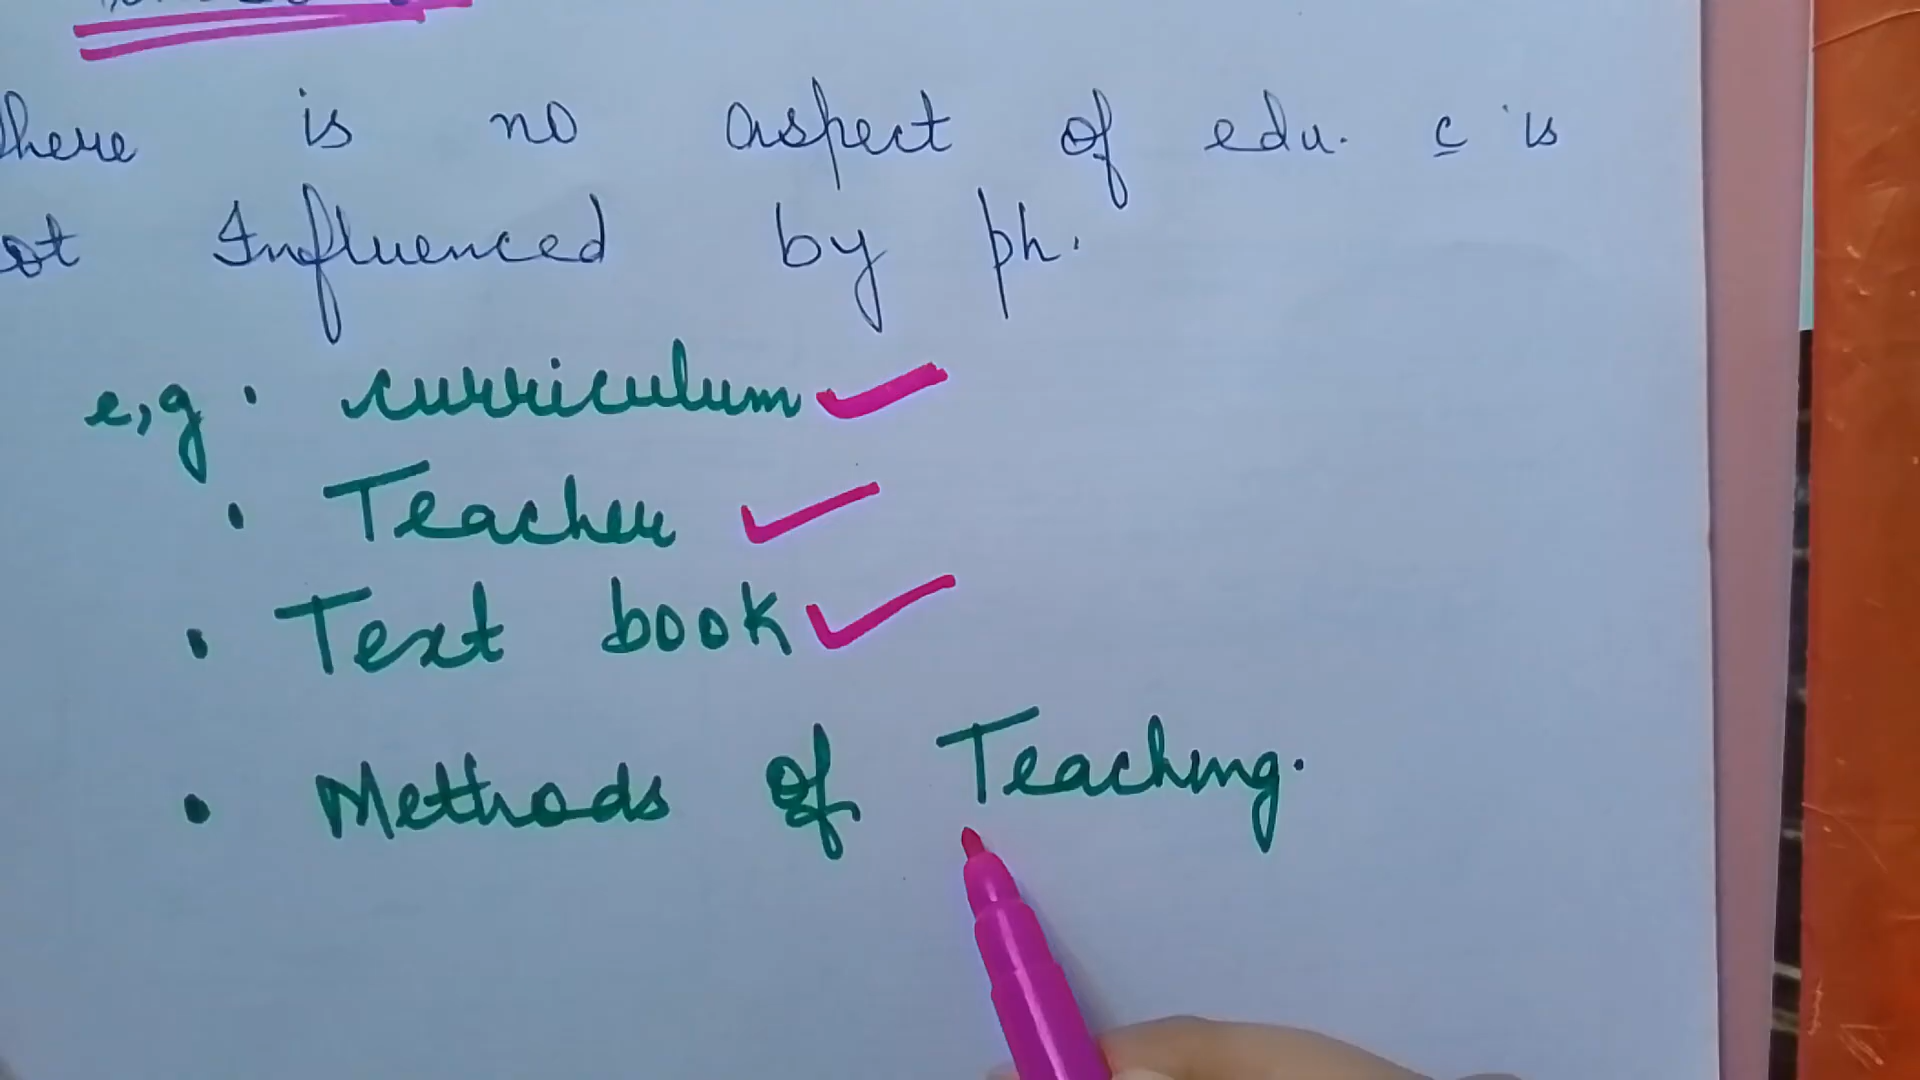 here is no aspect of edu. c is
ot Influenced by ph.
e,g • curriculum
• Teacher
• Text book
• Methods of Teaching.